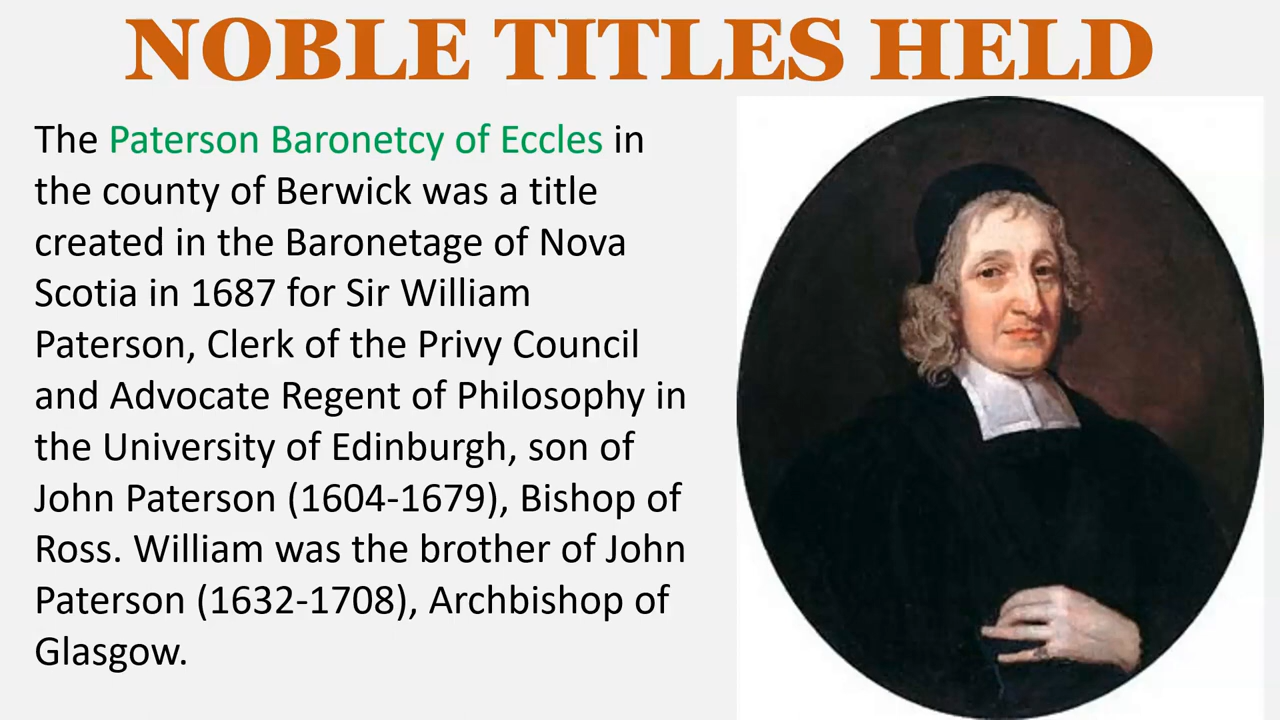 NOBLE TITLES HELD
The Paterson Baronetcy of Eccles in
the county of Berwick was a title
created in the Baronetage of Nova
Scotia in 1687 for Sir William
Paterson, Clerk of the Privy Council
and Advocate Regent of Philosophy in
the University of Edinburgh, son of
John Paterson (1604-1679), Bishop of
Ross. William was the brother of John
Paterson (1632-1708), Archbishop of
Glasgow.